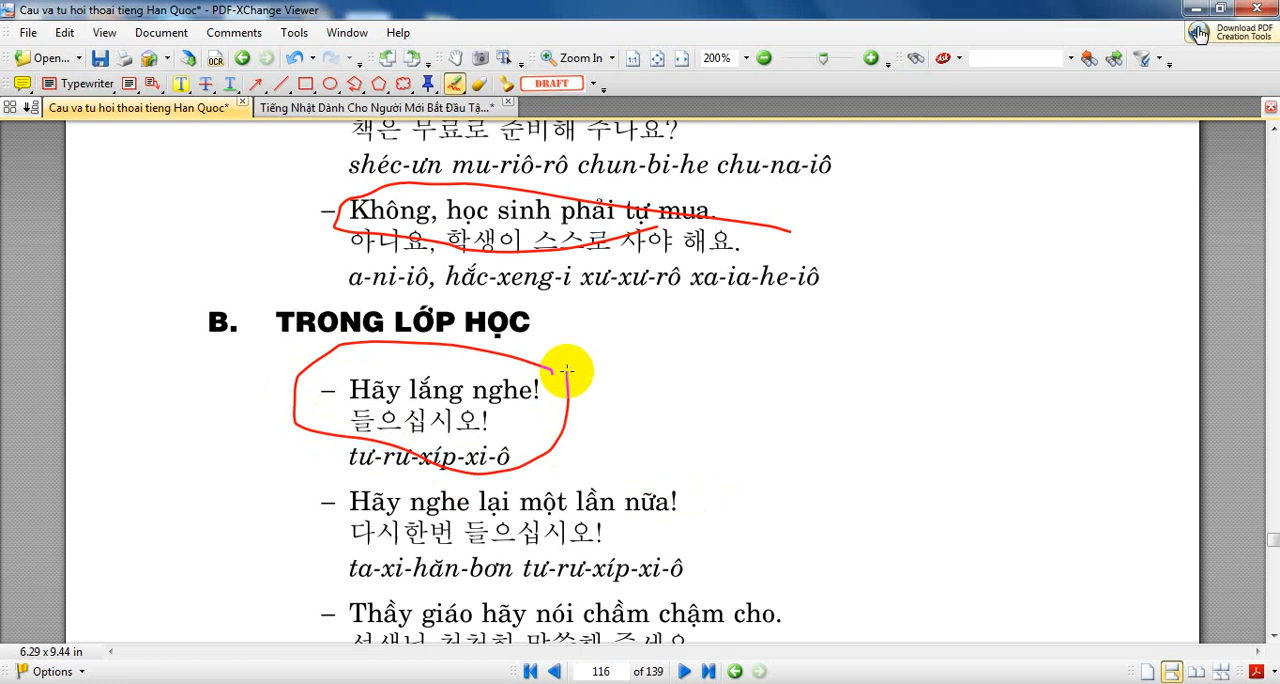 Cau va tu hoi thoai tieng Han Quoc* - PDF-XChange Viewer
File Edit View Document Comments Tools Window Help
Download PDF Creation Tools
Open... OCR Zoom In 200%
Typewriter DRAFT
Cau va tu hoi thoai tieng Han Quoc* Tiếng Nhật Dành Cho Người Mới Bắt Đầu Tậ...*
책은 무료로 준비해 주나요?
shéc-ưn mu-riô-rô chun-bi-he chu-na-iô
– Không, học sinh phải tự mua.
아니요, 학생이 스스로 사야 해요.
a-ni-iô, hắc-xeng-i xư-xư-rô xa-ia-he-iô
B. TRONG LỚP HỌC
– Hãy lắng nghe!
들으십시오!
tư-rư-xíp-xi-ô
– Hãy nghe lại một lần nữa!
다시한번 들으십시오!
ta-xi-hăn-bơn tư-rư-xíp-xi-ô
– Thầy giáo hãy nói chầm chậm cho.
6.29 x 9.44 in
Options 116 of 139